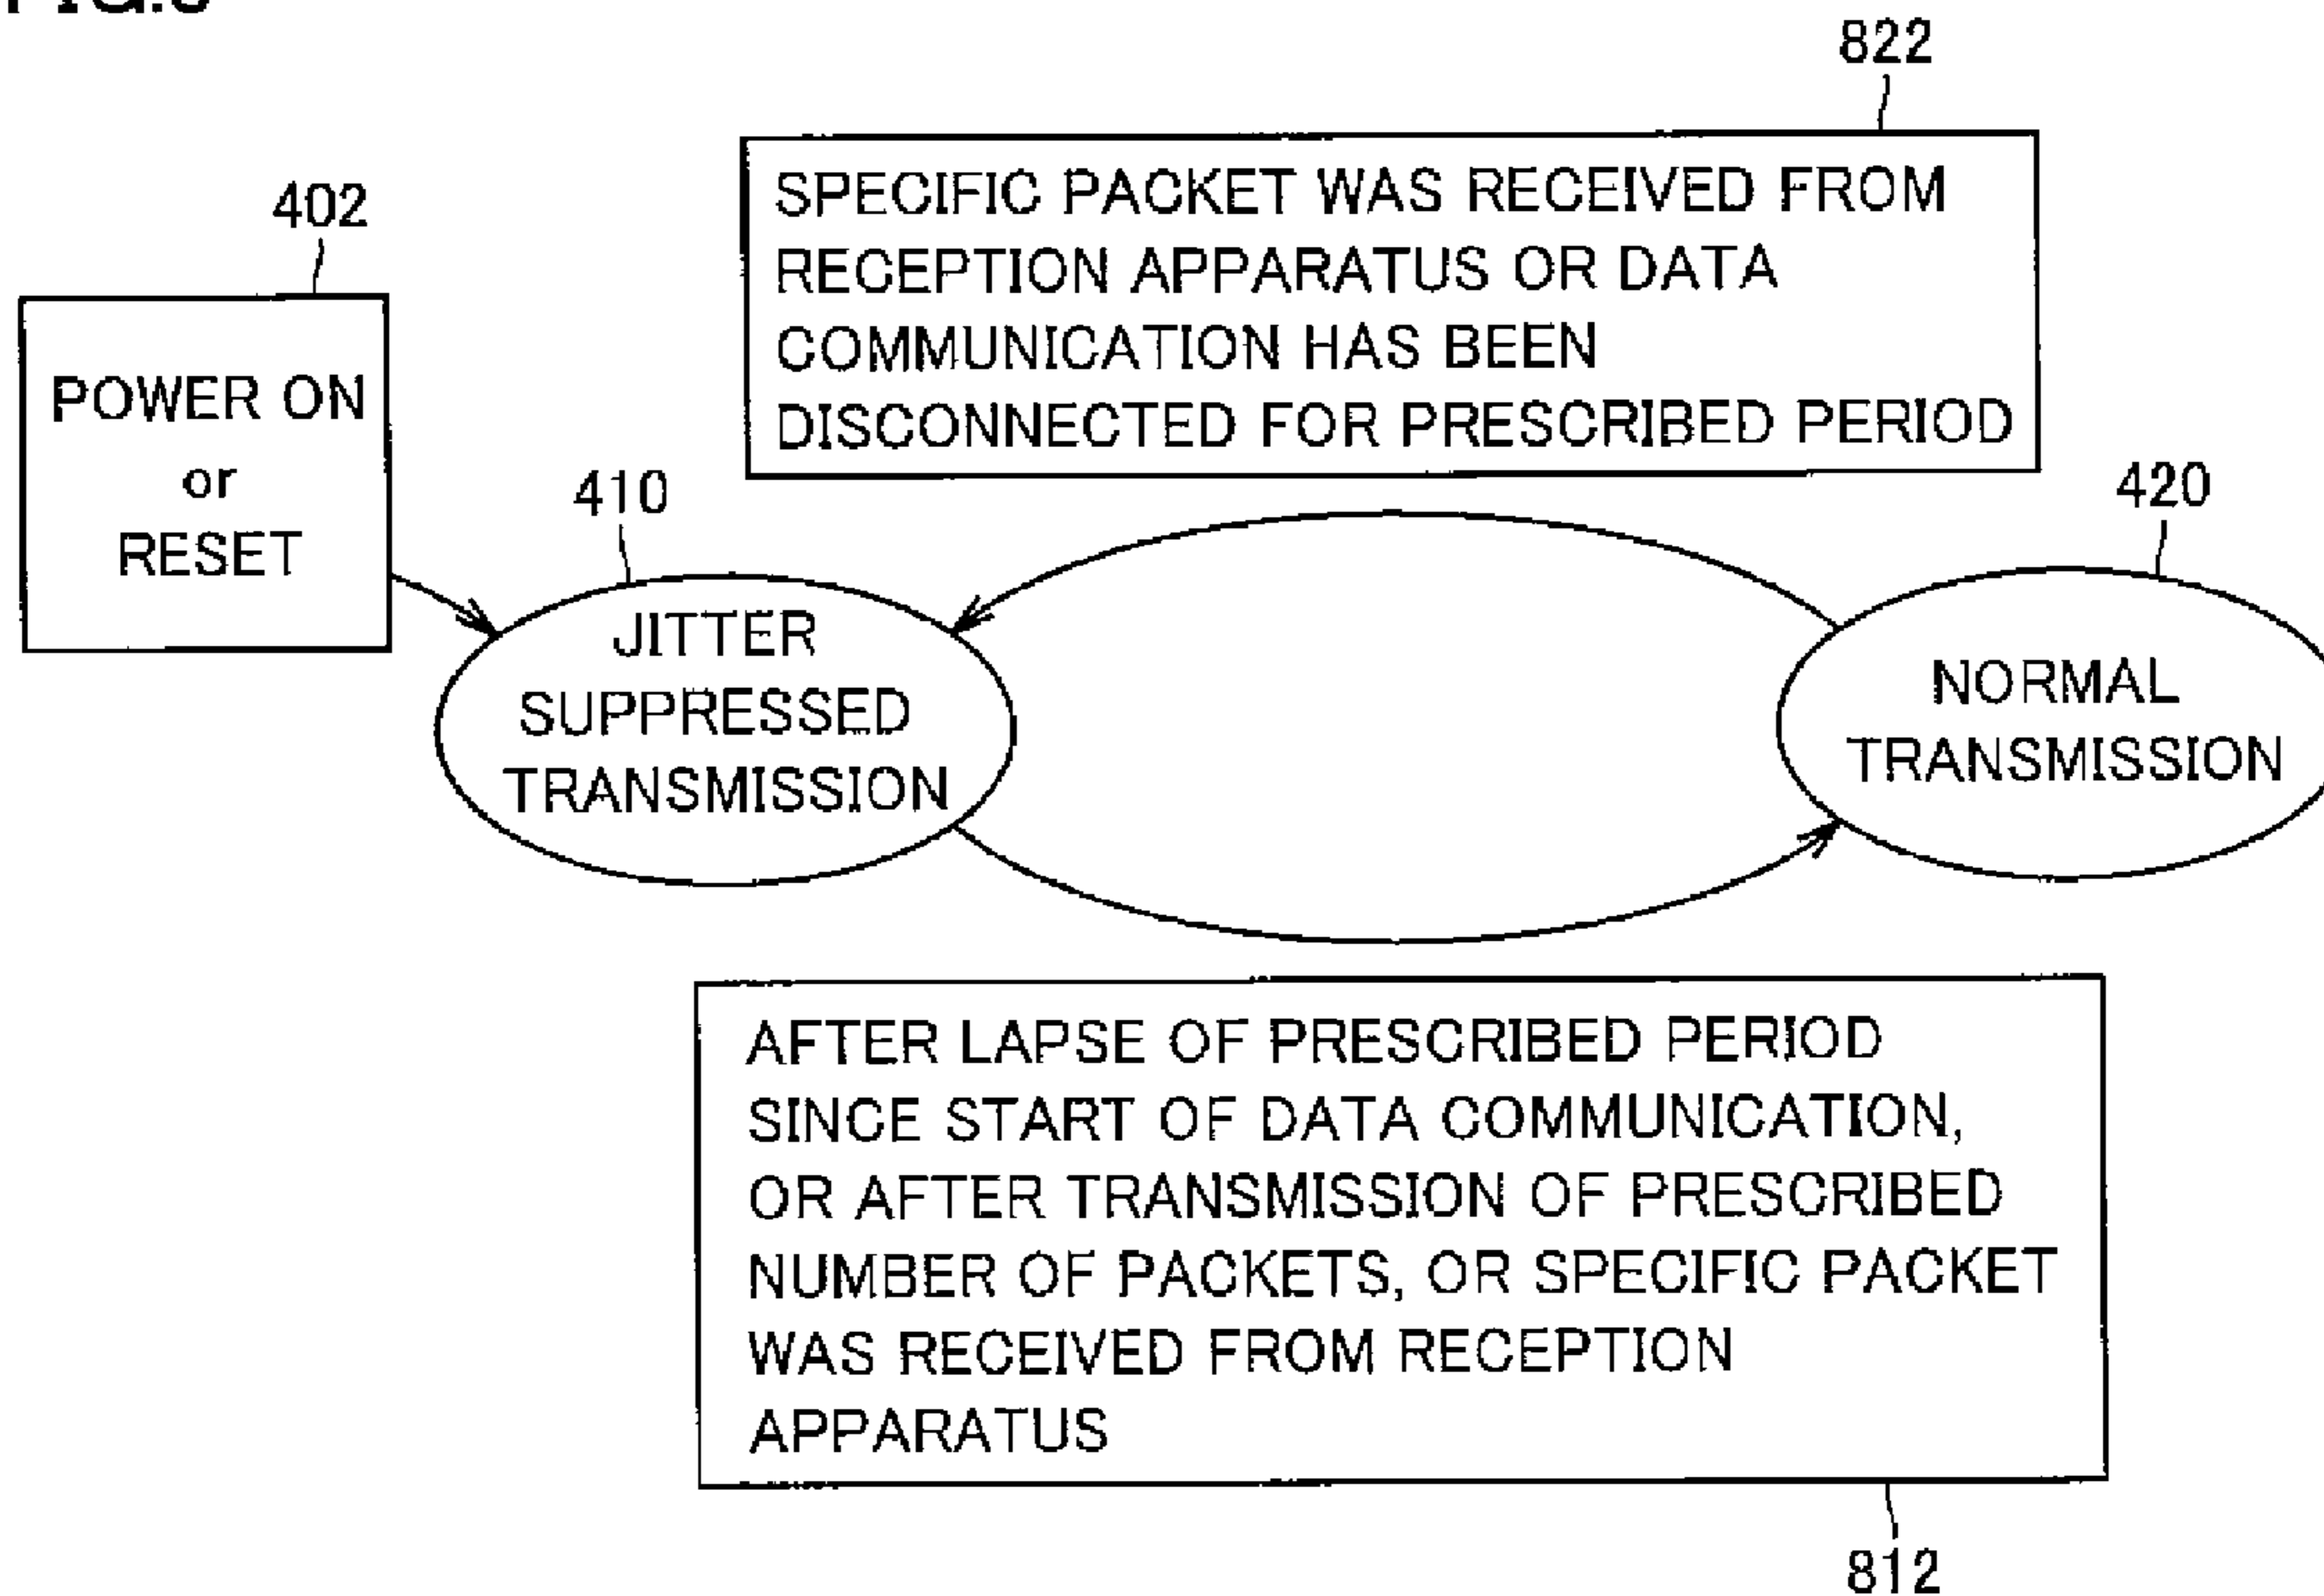 822
SPECIFIC PACKET WAS RECEIVED FROM
RECEPTION APPARATUS OR DATA
COMMUNICATION HAS BEEN
DISCONNECTED FOR PRESCRIBED PERIOD
402
POWER ON
or
RESET
410
JITTER
SUPPRESSED
TRANSMISSION
420
NORMAL
TRANSMISSION
AFTER LAPSE OF PRESCRIBED PERIOD
SINCE START OF DATA COMMUNICATION,
OR AFTER TRANSMISSION OF PRESCRIBED
NUMBER OF PACKETS, OR SPECIFIC PACKET
WAS RECEIVED FROM RECEPTION
APPARATUS
812